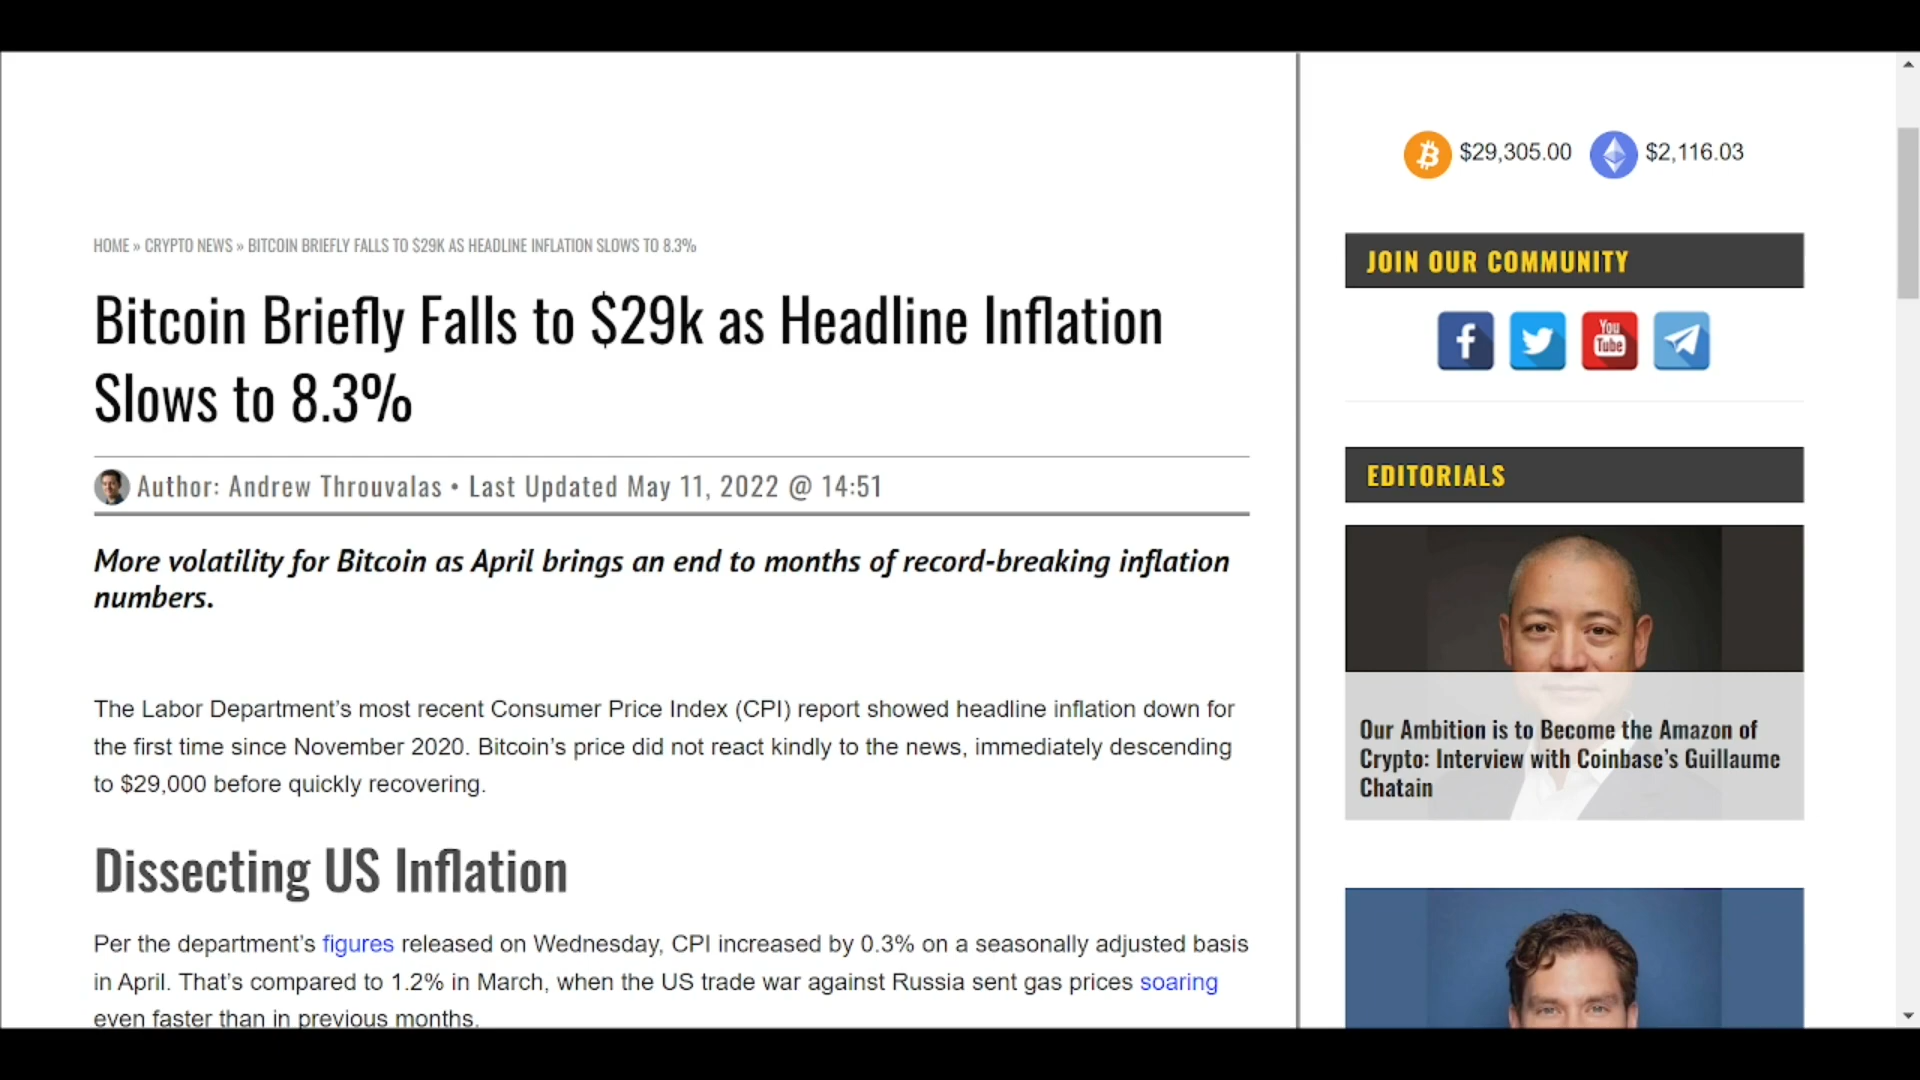 HOME » CRYPTO NEWS » BITCOIN BRIEFLY FALLS TO $29K AS HEADLINE INFLATION SLOWS TO 8.3%
Bitcoin Briefly Falls to $29k as Headline Inflation
Slows to 8.3%
Author: Andrew Throuvalas • Last Updated May 11, 2022 @ 14:51
More volatility for Bitcoin as April brings an end to months of record-breaking inflation
numbers.
The Labor Department’s most recent Consumer Price Index (CPI) report showed headline inflation down for
the first time since November 2020. Bitcoin’s price did not react kindly to the news, immediately descending
to $29,000 before quickly recovering.
Dissecting US Inflation
Per the department’s figures released on Wednesday, CPI increased by 0.3% on a seasonally adjusted basis
in April. That’s compared to 1.2% in March, when the US trade war against Russia sent gas prices soaring
even faster than in previous months.
$29,305.00 $2,116.03
JOIN OUR COMMUNITY
You
Tube
EDITORIALS
Our Ambition is to Become the Amazon of
Crypto: Interview with Coinbase’s Guillaume
Chatain